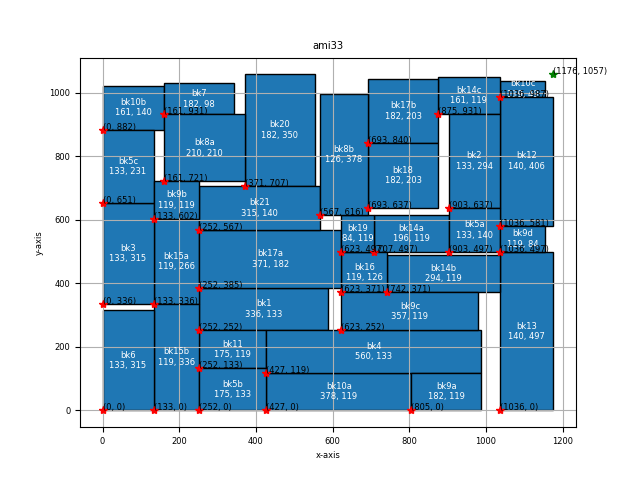 ami33
(1176, 1057)
bk10c
(1036, 987)
bk7
182, 98
bk10b
161, 140
(161, 931)
bk14c
161, 119
(875, 931)
bk17b
182, 203
bk20
182, 350
(0, 882)
bk8a
210, 210
(693, 840)
bk8b
126, 378
bk12
140, 406
bk2
133, 294
bk5c
133, 231
bk18
182, 203
(161, 721)
(371, 707)
bk9b
119, 119
(0, 651)
bk21
315, 140
(693, 637)
(903, 637)
(567, 616)
(133, 602)
(1036, 581)
(252, 567)
bk19
84, 119
bk14a
196, 119
bk5a
133, 140
bk9d
119, 84
bk3
133, 315
bk15a
119, 266
bk17a
371, 182
(623, 497)
(707, 497)
(903, 497)
(1036, 497)
bk16
119, 126
bk14b
294, 119
(252, 385)
(623, 371)
(742, 371)
(0, 336)
(133, 336)
bk1
336, 133
bk9c
357, 119
(252, 252)
(623, 252)
bk13
140, 497
bk11
175, 119
bk4
560, 133
bk6
133, 315
bk15b
119, 336
(252, 133)
(427, 119)
bk5b
175, 133
bk10a
378, 119
bk9a
182, 119
(0, 0)
(133, 0)
(252, 0)
(427, 0)
(805, 0)
(1036, 0)
1000
800
600
400
200
0
y-axis
0
200
400
600
800
1000
1200
x-axis